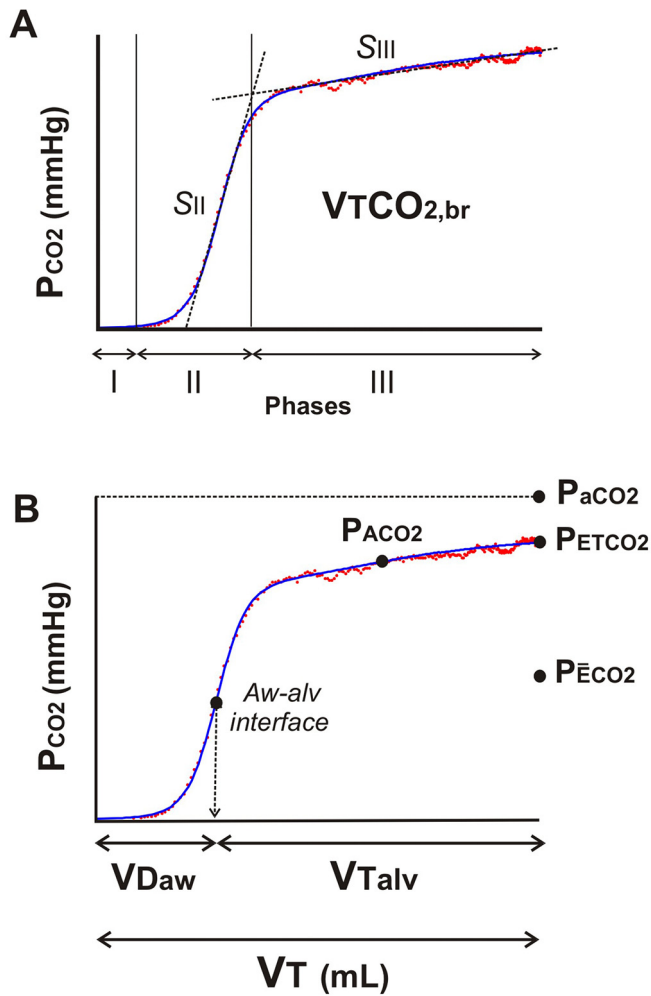 A
SIII
SII
VTCO2,br
PCO2 (mmHg)
I II III
Phases
B
PaCO2
PACO2
PETCO2
PĒCO2
Aw-alv
interface
PCO2 (mmHg)
VDaw VTalv
VT (mL)